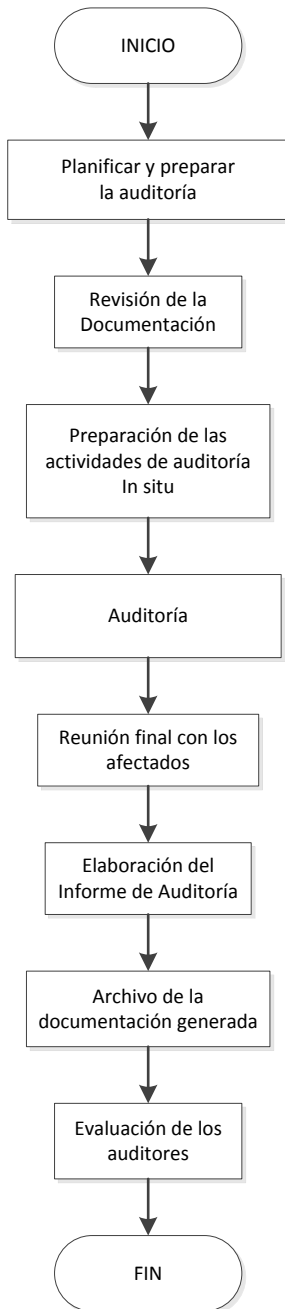 INICIO
Planificar y preparar
la auditoría
Revisión de la
Documentación
Preparación de las
actividades de auditoría
In situ
Auditoría
Reunión final con los
afectados
Elaboración del
Informe de Auditoría
Archivo de la
documentación generada
Evaluación de los
auditores
FIN